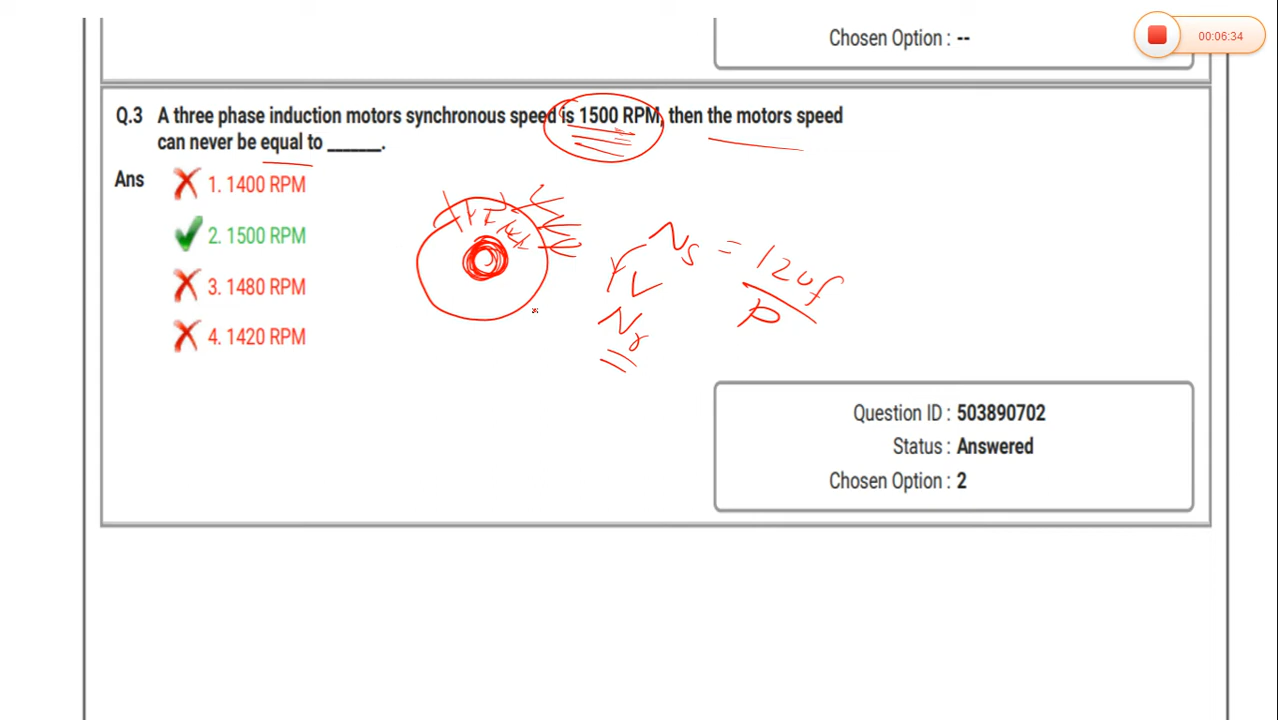 Chosen Option : --
00:06:34
Q.3 A three phase induction motors synchronous speed is 1500 RPM, then the motors speed
can never be equal to _______.
Ans
1. 1400 RPM
2. 1500 RPM
3. 1480 RPM
4. 1420 RPM
Ns = 120f
P
Nr
Question ID : 503890702
Status : Answered
Chosen Option : 2